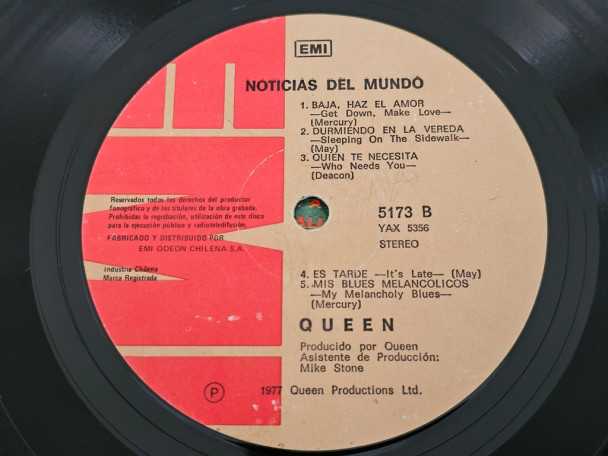 EMI
NOTICIAS DEL MUNDO
1. BAJA, HAZ EL AMOR
—Get Down, Make Love—
(Mercury)
2. DURMIENDO EN LA VEREDA
—Sleeping On The Sidewalk—
(May)
3. QUIEN TE NECESITA
—Who Needs You—
(Deacon)
Reservados todos los derechos del productor
fonográfico y de los titulares de la obra grabada.
Prohibidas la regrabación, utilización de este disco
para la ejecución pública y radioteledifusión.
FABRICADO Y DISTRIBUIDO POR
EMI ODEON CHILENA S.A.
Industria Chilena
Marca Registrada
5173 B
YAX 5356
STEREO
4. ES TARDE —It's Late— (May)
5. MIS BLUES MELANCOLICOS
—My Melancholy Blues—
(Mercury)
QUEEN
Producido por Queen
Asistente de Producción:
Mike Stone
Ⓟ 1977 Queen Productions Ltd.